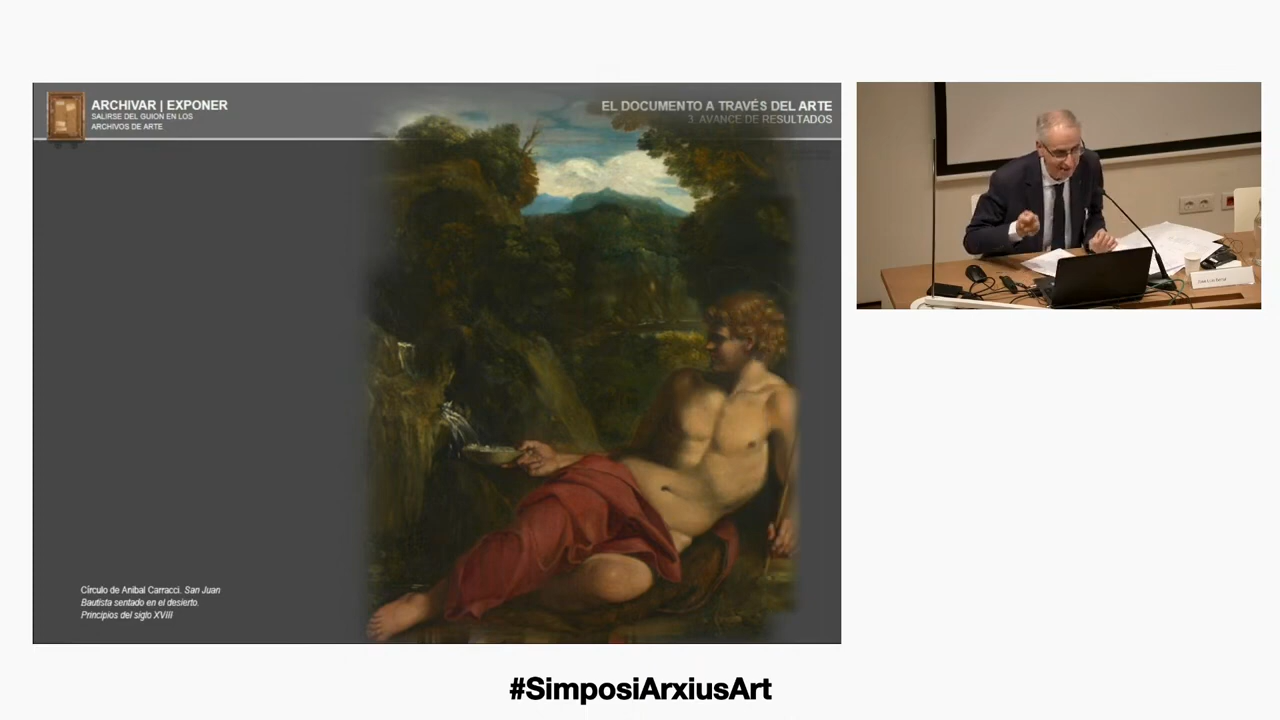 ARCHIVAR | EXPONER
SALIRSE DEL GUION EN LOS
ARCHIVOS DE ARTE
EL DOCUMENTO A TRAVÉS DEL ARTE
3. AVANCE DE RESULTADOS
Círculo de Anibal Carracci. San Juan
Bautista sentado en el desierto.
Principios del siglo XVIII
#SimposiArxiusArt